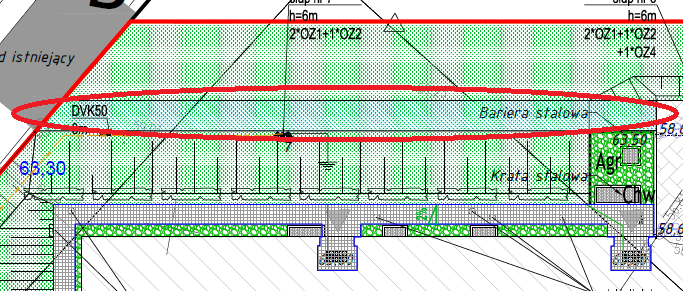 h=6m
2*OZ1+1*OZ2
h=6m
2*OZ1+1*OZ2
+1*OZ4
istniejący
DVK50
Bariera stalowa
7
63,50
63,30
Agr
Krata stalowa
Chw